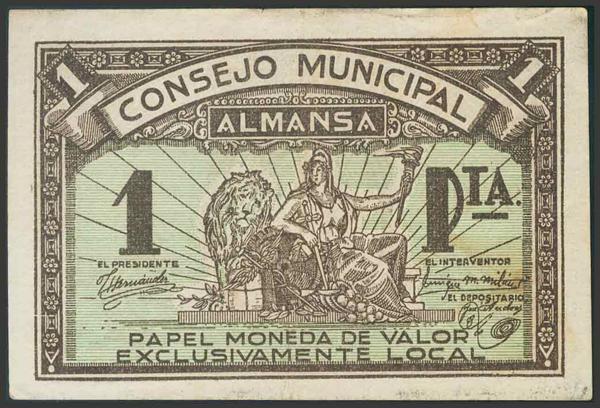 1 1
CONSEJO MUNICIPAL
ALMANSA
1 PTA.
EL PRESIDENTE
EL INTERVENTOR
EL DEPOSITARIO
PAPEL MONEDA DE VALOR
EXCLUSIVAMENTE LOCAL